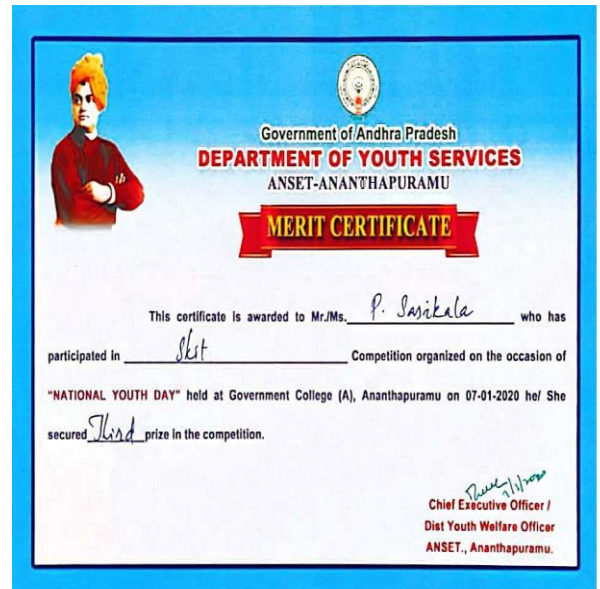 Government of Andhra Pradesh
DEPARTMENT OF YOUTH SERVICES
ANSET-ANANTHAPURAMU
MERIT CERTIFICATE
This certificate is awarded to Mr./Ms. P. Sasikala who has
participated in Skit Competition organized on the occasion of
"NATIONAL YOUTH DAY" held at Government College (A), Ananthapuramu on 07-01-2020 he/ She
secured Third prize in the competition.
Chief Executive Officer /
Dist Youth Welfare Officer
ANSET., Ananthapuramu.